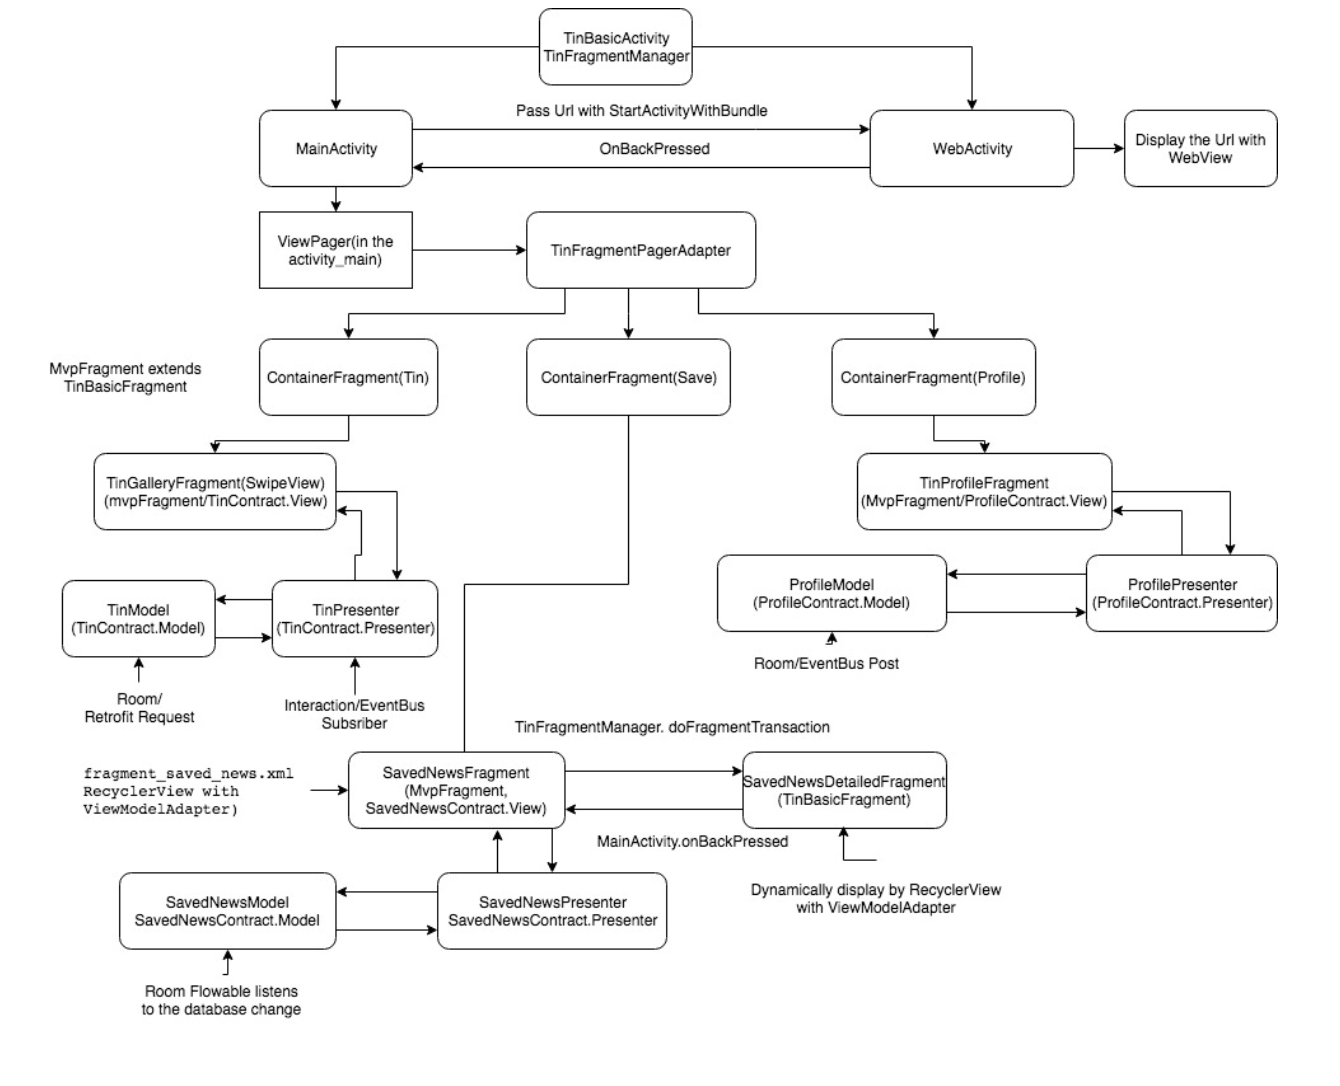 TinBasicActivity
TinFragmentManager
Pass Url with StartActivityWithBundle
MainActivity
OnBackPressed
WebActivity
Display the Url with
WebView
ViewPager(in the
activity_main)
TinFragmentPagerAdapter
MvpFragment extends
TinBasicFragment
ContainerFragment(Tin)
ContainerFragment(Save)
ContainerFragment(Profile)
TinGalleryFragment(SwipeView)
(mvpFragment/TinContract.View)
TinProfileFragment
(MvpFragment/ProfileContract.View)
TinModel
(TinContract.Model)
TinPresenter
(TinContract.Presenter)
ProfileModel
(ProfileContract.Model)
ProfilePresenter
(ProfileContract.Presenter)
Room/EventBus Post
Room/
Retrofit Request
Interaction/EventBus
Subsriber
TinFragmentManager. doFragmentTransaction
fragment_saved_news.xml
RecyclerView with
ViewModelAdapter)
SavedNewsFragment
(MvpFragment,
SavedNewsContract.View)
SavedNewsDetailedFragment
(TinBasicFragment)
MainActivity.onBackPressed
Dynamically display by RecyclerView
with ViewModelAdapter
SavedNewsModel
SavedNewsContract.Model
SavedNewsPresenter
SavedNewsContract.Presenter
Room Flowable listens
to the database change